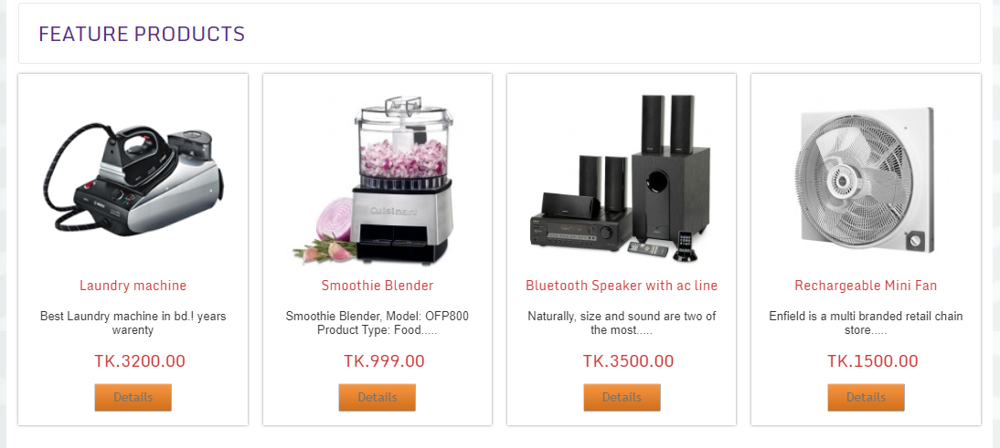 FEATURE PRODUCTS
Cuisinart
Laundry machine
Best Laundry machine in bd.! years
warenty
TK.3200.00
Details
Smoothie Blender
Smoothie Blender, Model: OFP800
Product Type: Food.....
TK.999.00
Details
Bluetooth Speaker with ac line
Naturally, size and sound are two of
the most.....
TK.3500.00
Details
Rechargeable Mini Fan
Enfield is a multi branded retail chain
store.....
TK.1500.00
Details